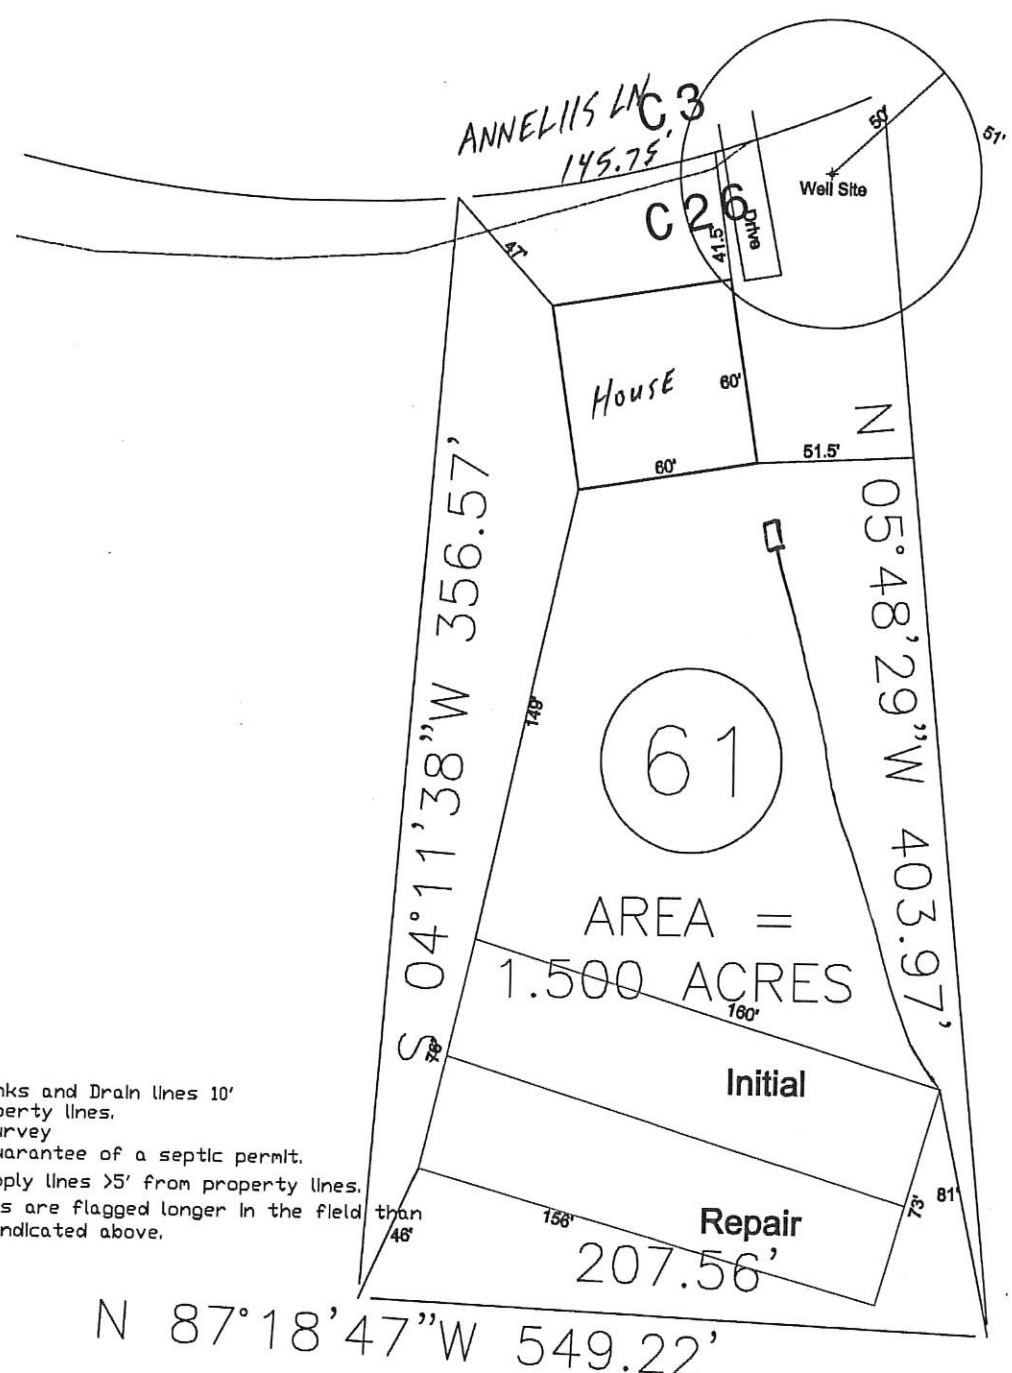 ANNELIIS LN
C 3
145.75'
50'
51'
Well Site
C 26
Drive
41.5'
47'
HOUSE
60'
60'
51.5'
N 05°48'29"W 403.97'
S 04°11'38"W 356.57'
149'
61
AREA =
1.500 ACRES
160'
76'
Initial
nks and Drain lines 10'
perty lines.
urvey
uarantee of a septic permit.
pply lines >5' from property lines.
s are flagged longer in the field than
ndicated above.
46'
156'
Repair
73'
81'
207.56'
N 87°18'47"W 549.22'